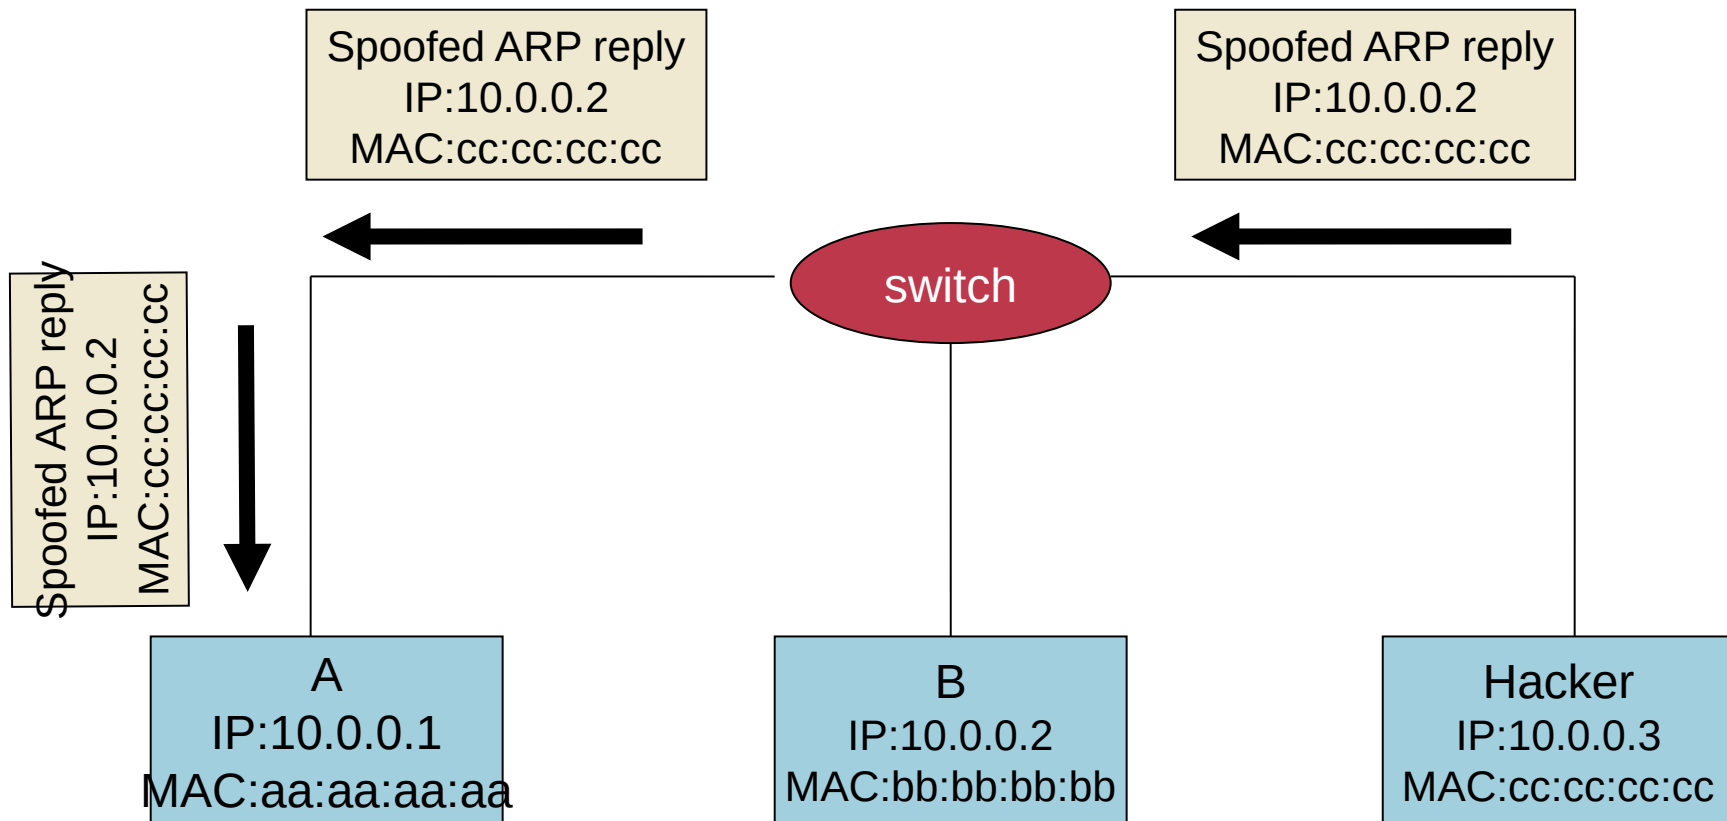 Spoofed ARP reply
IP:10.0.0.2
MAC:cc:cc:cc:cc
Spoofed ARP reply
IP:10.0.0.2
MAC:cc:cc:cc:cc
switch
Spoofed ARP reply
IP:10.0.0.2
MAC:cc:cc:cc:cc
A
IP:10.0.0.1
MAC:aa:aa:aa:aa
B
IP:10.0.0.2
MAC:bb:bb:bb:bb
Hacker
IP:10.0.0.3
MAC:cc:cc:cc:cc